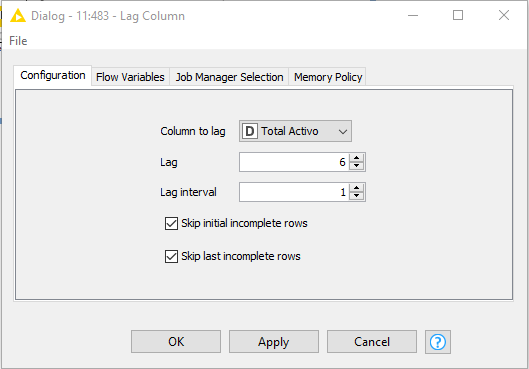 Dialog - 11:483 - Lag Column
File
Configuration Flow Variables Job Manager Selection Memory Policy
Column to lag D Total Activo
Lag 6
Lag interval 1
Skip initial incomplete rows
Skip last incomplete rows
OK Apply Cancel ?